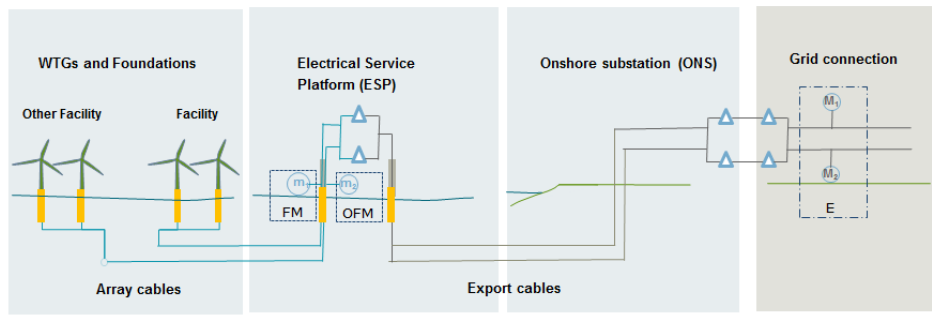 WTGs and Foundations
Other Facility
Facility
Array cables
Electrical Service
Platform (ESP)
m
m₂
FM
OFM
Export cables
Onshore substation (ONS)
Grid connection
M₁
M₂
E